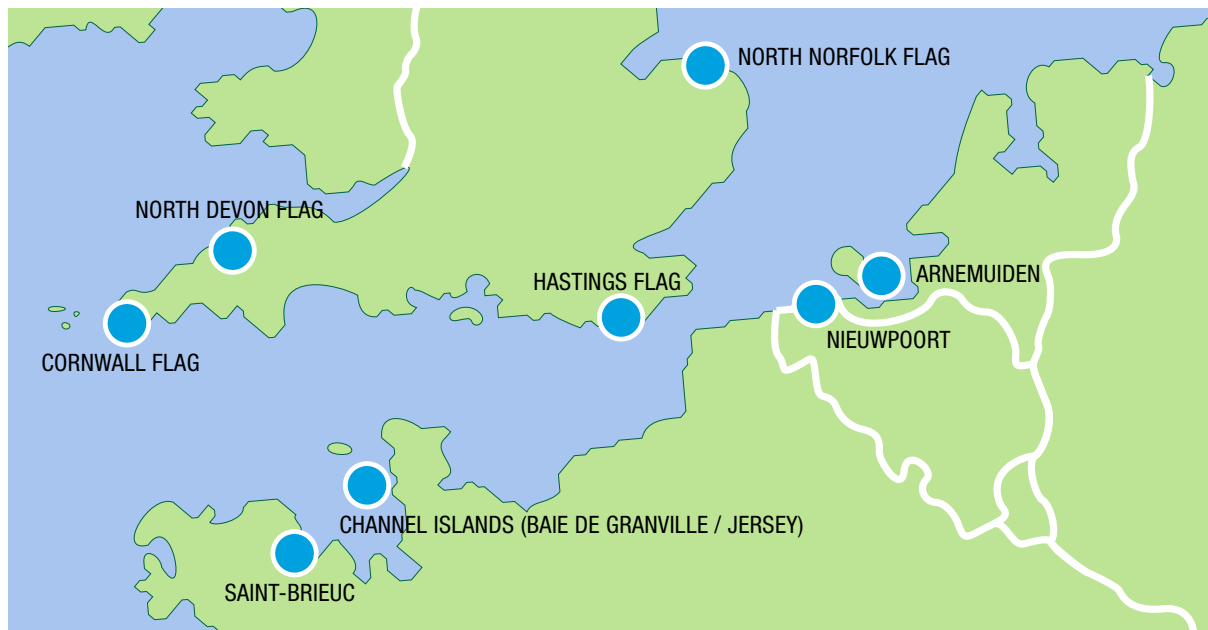 NORTH NORFOLK FLAG
NORTH DEVON FLAG
HASTINGS FLAG
ARNEMUIDEN
NIEUWPOORT
CORNWALL FLAG
CHANNEL ISLANDS (BAIE DE GRANVILLE / JERSEY)
SAINT-BRIEUC